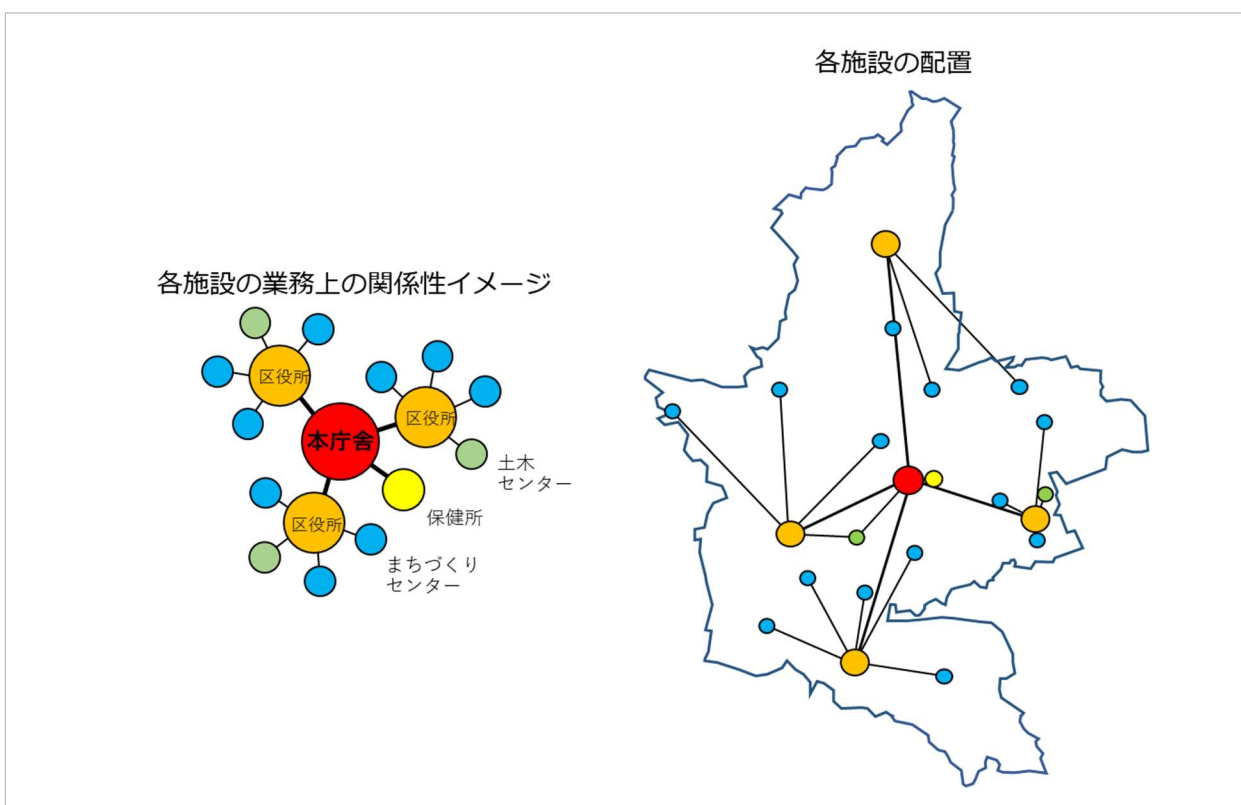 各施設の配置
各施設の業務上の関係性イメージ
区役所
区役所
本庁舎
土木
センター
保健所
区役所
まちづくり
センター